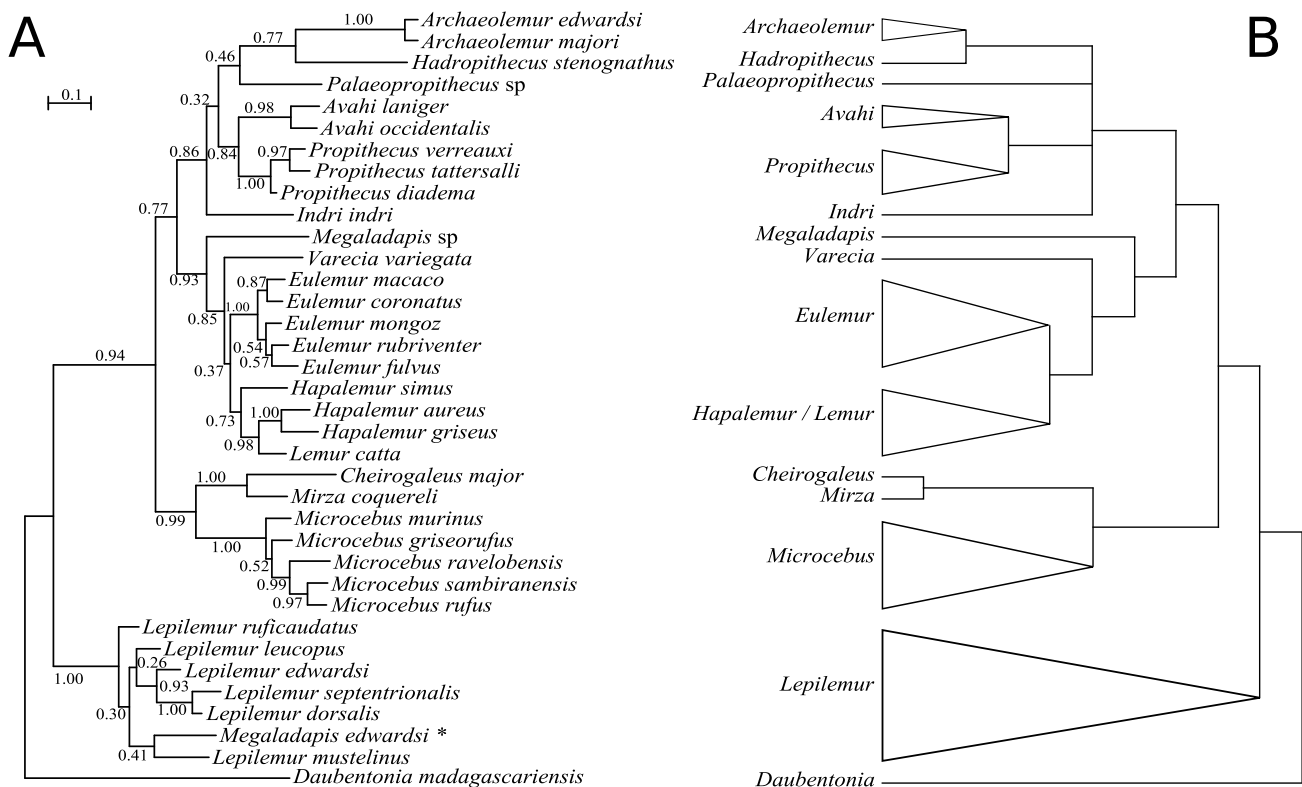 A
B
0.1
1.00
Archaeolemur edwardsi
0.77
Archaeolemur majori
0.46
Hadropithecus stenognathus
Palaeopropithecus sp
0.32
0.98
Avahi laniger
Avahi occidentalis
0.86
0.84
0.97
Propithecus verreauxi
Propithecus tattersalli
1.00
Propithecus diadema
0.77
Indri indri
Megaladapis sp
0.93
Varecia variegata
0.87
Eulemur macaco
1.00
Eulemur coronatus
0.85
Eulemur mongoz
0.54
Eulemur rubriventer
0.57
Eulemur fulvus
0.94
0.37
Hapalemur simus
1.00
Hapalemur aureus
0.73
Hapalemur griseus
0.98
Lemur catta
1.00
Cheirogaleus major
Mirza coquereli
0.99
Microcebus murinus
1.00
Microcebus griseorufus
0.52
Microcebus ravelobensis
0.99
Microcebus sambiranensis
0.97
Microcebus rufus
Lepilemur ruficaudatus
Lepilemur leucopus
0.26
Lepilemur edwardsi
1.00
0.93
Lepilemur septentrionalis
1.00
Lepilemur dorsalis
0.30
Megaladapis edwardsi *
0.41
Lepilemur mustelinus
Daubentonia madagascariensis
Archaeolemur
Hadropithecus
Palaeopropithecus
Avahi
Propithecus
Indri
Megaladapis
Varecia
Eulemur
Hapalemur / Lemur
Cheirogaleus
Mirza
Microcebus
Lepilemur
Daubentonia